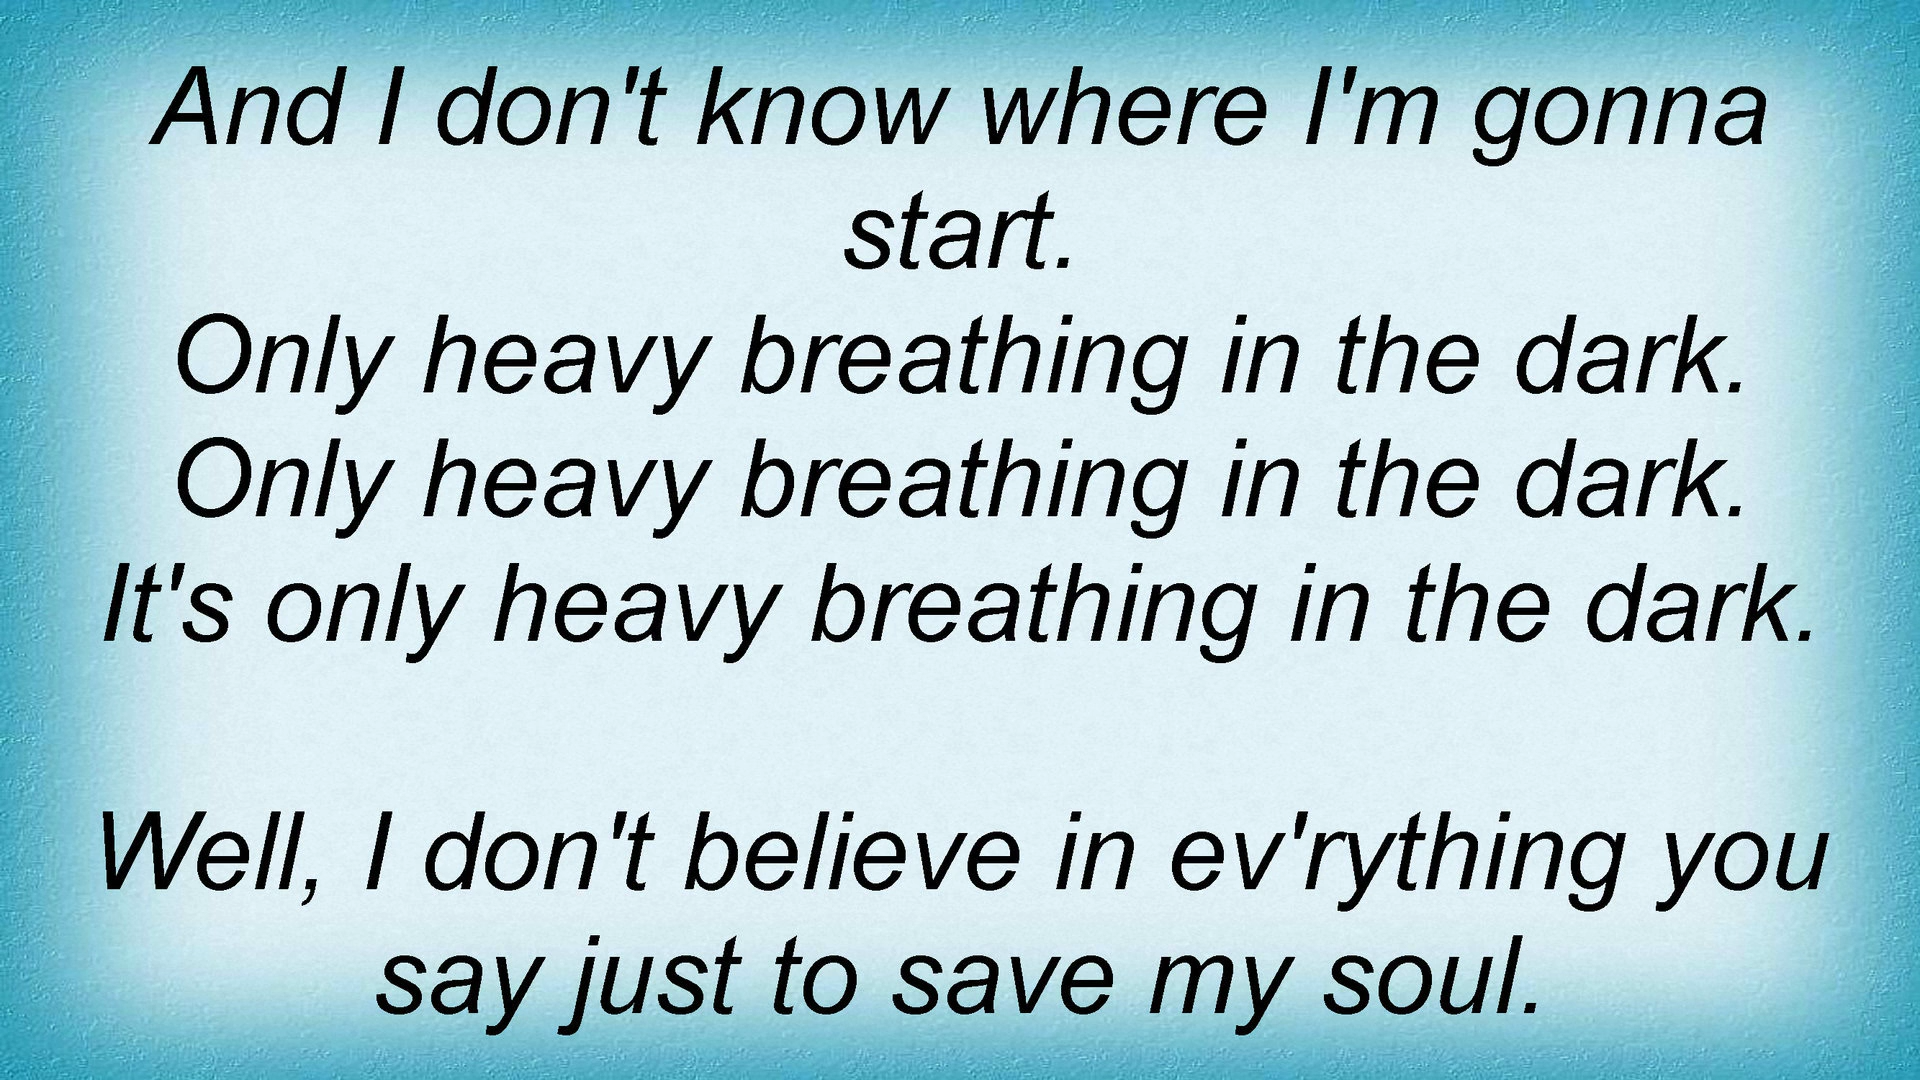 And I don't know where I'm gonna
start.
Only heavy breathing in the dark.
Only heavy breathing in the dark.
It's only heavy breathing in the dark.
Well, I don't believe in ev'rything you
say just to save my soul.